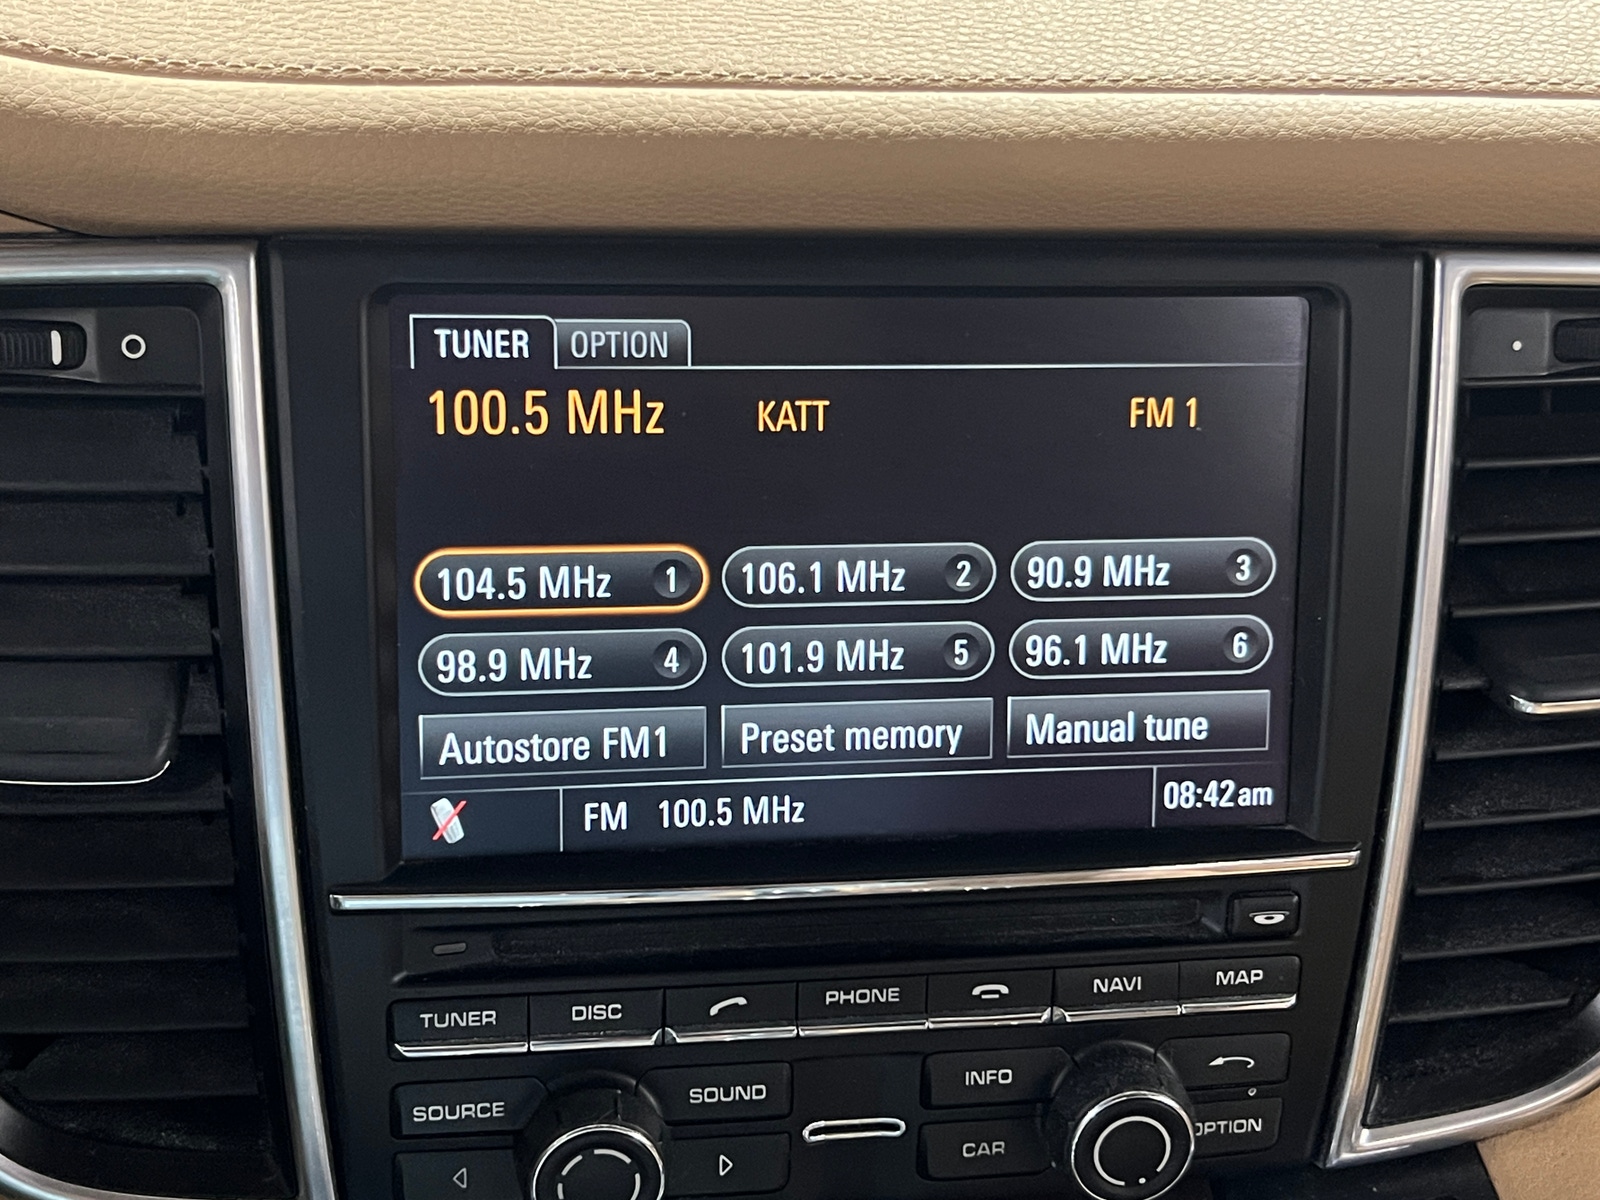 TUNER OPTION
100.5 MHz KATT FM 1
104.5 MHz 1 106.1 MHz 2 90.9 MHz 3
98.9 MHz 4 101.9 MHz 5 96.1 MHz 6
Autostore FM1 Preset memory Manual tune
FM 100.5 MHz 08:42am
TUNER DISC PHONE NAVI MAP
SOURCE SOUND INFO
CAR OPTION